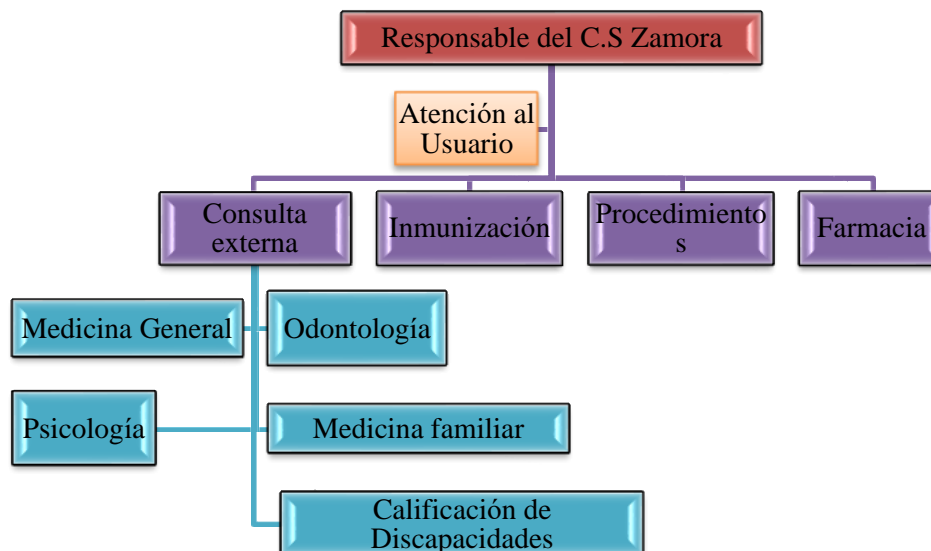 Responsable del C.S Zamora
Atención al
Usuario
Consulta
externa
Inmunización
Procedimiento
s
Farmacia
Medicina General
Odontología
Psicología
Medicina familiar
Calificación de
Discapacidades